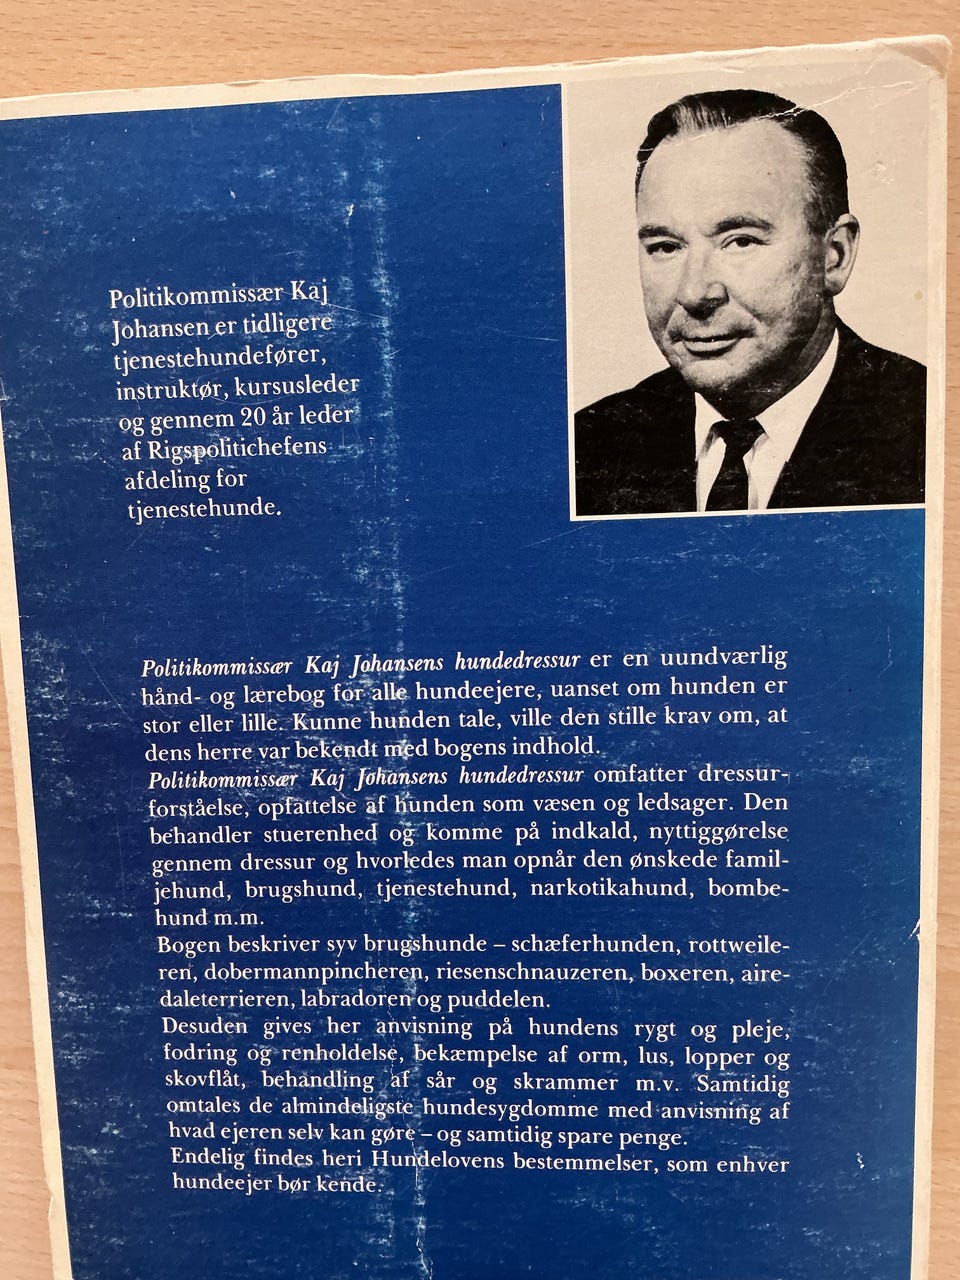 Politikommissær Kaj
Johansen er tidligere
tjenestehundefører,
instruktør, kursusleder
og gennem 20 år leder
af Rigspolitichefens
afdeling for
tjenestehunde.
Politikommissær Kaj Johansens hundedressur er en uundværlig
hånd- og lærebog for alle hundeejere, uanset om hunden er
stor eller lille. Kunne hunden tale, ville den stille krav om, at
dens herre var bekendt med bogens indhold.
Politikommissær Kaj Johansens hundedressur omfatter dressur-
forståelse, opfattelse af hunden som væsen og ledsager. Den
behandler stuerenhed og komme på indkald, nyttiggørelse
gennem dressur og hvorledes man opnår den ønskede famil-
jehund, brugshund, tjenestehund, narkotikahund, bombe-
hund m.m.
Bogen beskriver syv brugshunde – schæferhunden, rottweile-
ren, dobermannpincheren, riesenschnauzeren, boxeren, aire-
daleterrieren, labradoren og puddelen.
Desuden gives her anvisning på hundens rygt og pleje,
fodring og renholdelse, bekæmpelse af orm, lus, lopper og
skovflåt, behandling af sår og skrammer m.v. Samtidig
omtales de almindeligste hundesygdomme med anvisning af
hvad ejeren selv kan gøre – og samtidig spare penge.
Endelig findes heri Hundelovens bestemmelser, som enhver
hundeejer bør kende.